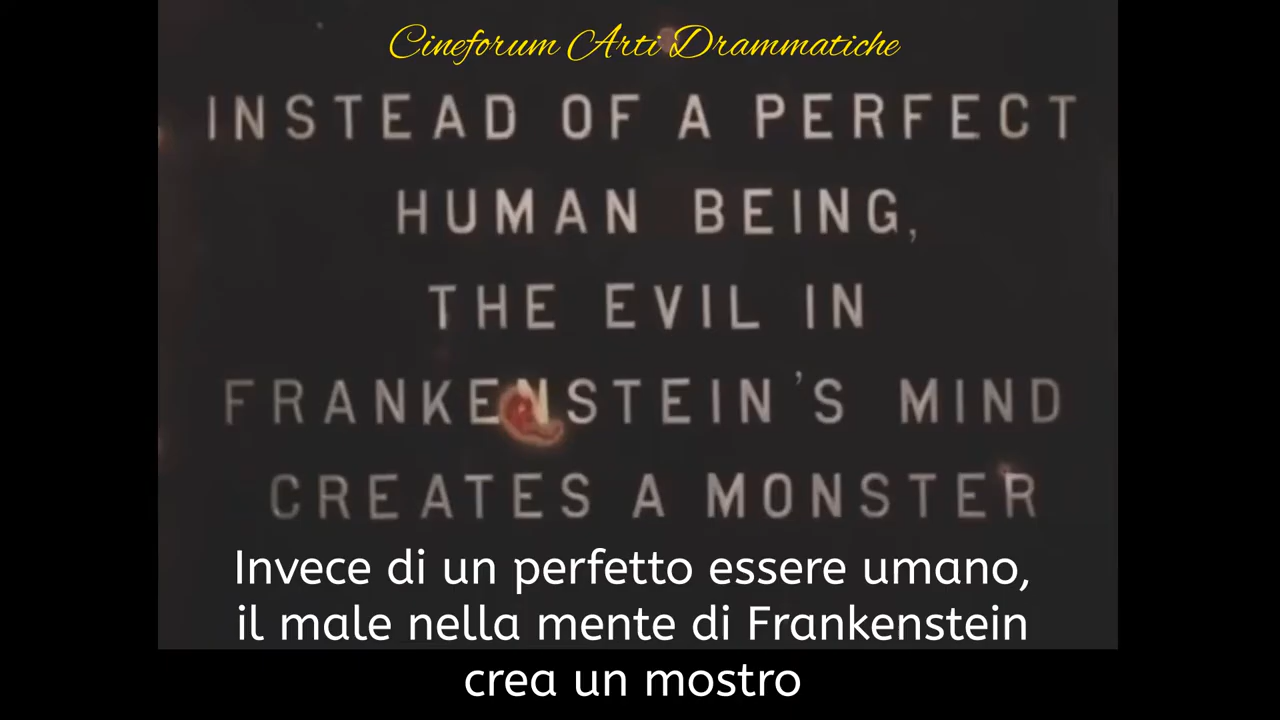 Cineforum Arti Drammatiche
INSTEAD OF A PERFECT
HUMAN BEING,
THE EVIL IN
FRANKENSTEIN'S MIND
CREATES A MONSTER
Invece di un perfetto essere umano,
il male nella mente di Frankenstein
crea un mostro